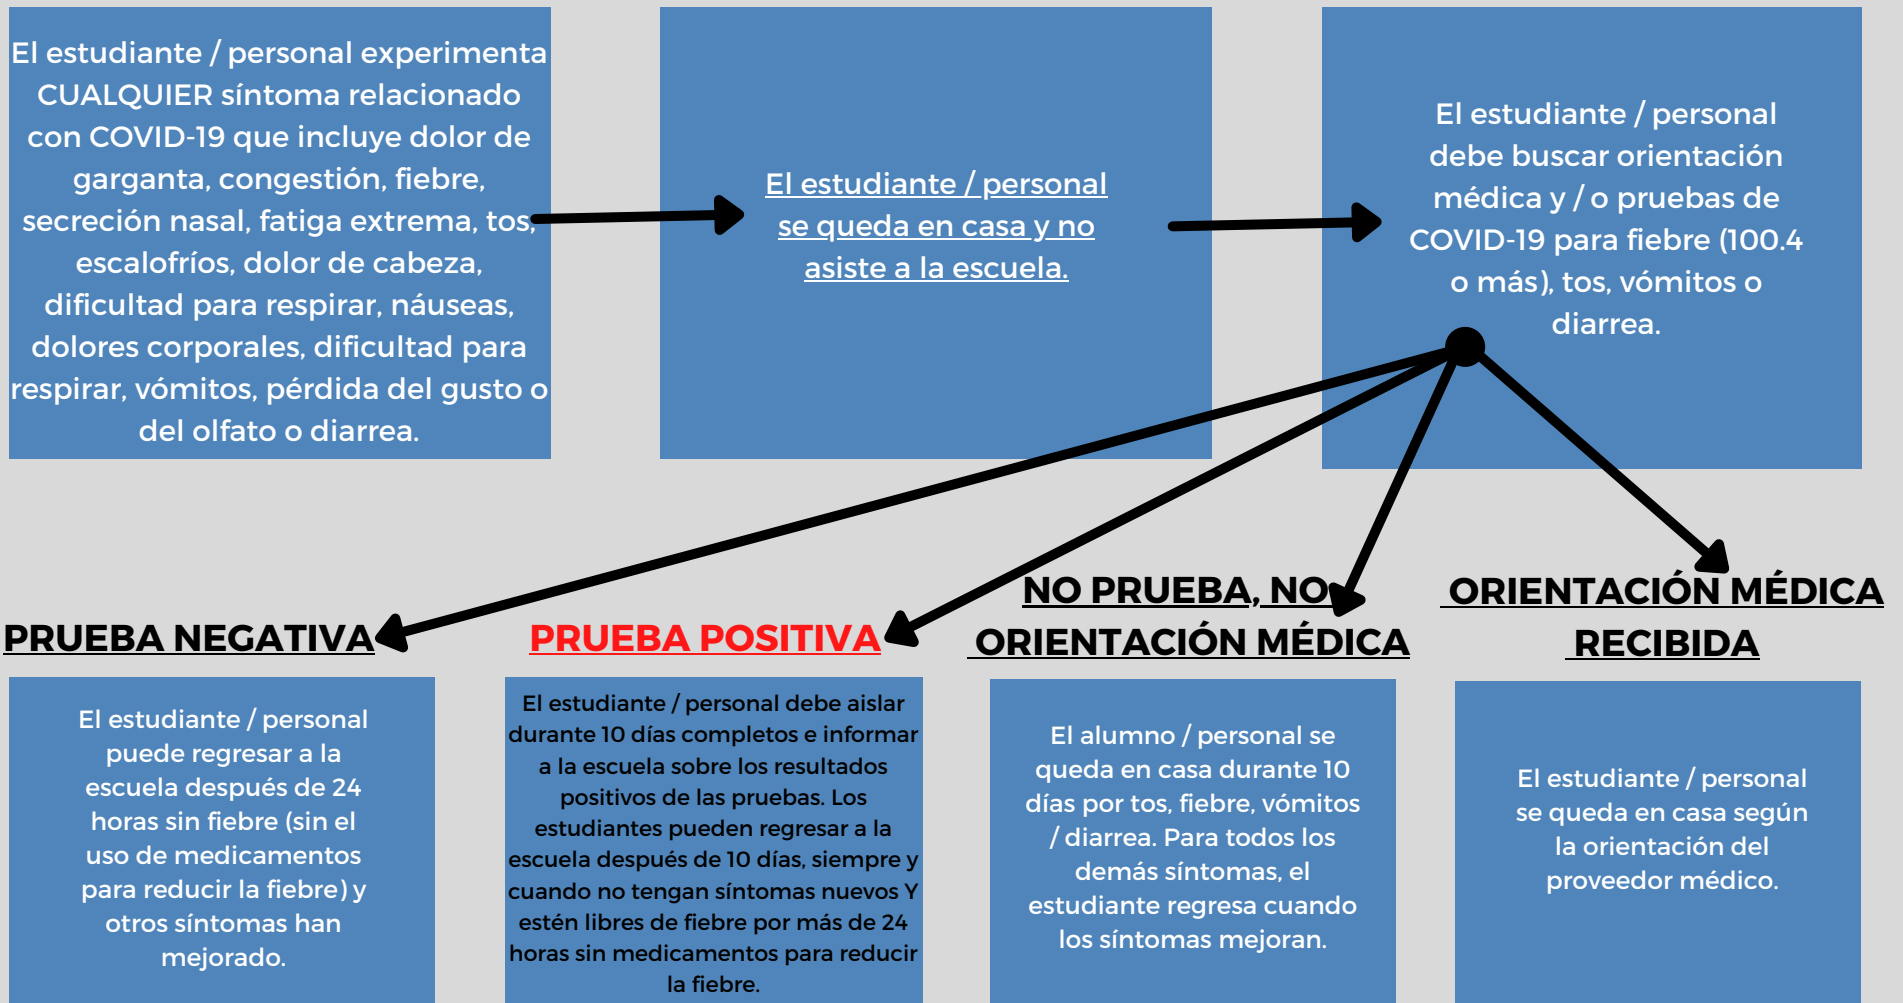 El estudiante / personal experimenta
CUALQUIER síntoma relacionado
con COVID-19 que incluye dolor de
garganta, congestión, fiebre,
secreción nasal, fatiga extrema, tos,
escalofríos, dolor de cabeza,
dificultad para respirar, náuseas,
dolores corporales, dificultad para
respirar, vómitos, pérdida del gusto o
del olfato o diarrea.
El estudiante / personal
se queda en casa y no
asiste a la escuela.
El estudiante / personal
debe buscar orientación
médica y / o pruebas de
COVID-19 para fiebre (100.4
o más), tos, vómitos o
diarrea.
PRUEBA NEGATIVA
El estudiante / personal
puede regresar a la
escuela después de 24
horas sin fiebre (sin el
uso de medicamentos
para reducir la fiebre) y
otros síntomas han
mejorado.
PRUEBA POSITIVA
El estudiante / personal debe aislar
durante 10 días completos e informar
a la escuela sobre los resultados
positivos de las pruebas. Los
estudiantes pueden regresar a la
escuela después de 10 días, siempre y
cuando no tengan síntomas nuevos Y
estén libres de fiebre por más de 24
horas sin medicamentos para reducir
la fiebre.
NO PRUEBA, NO
ORIENTACIÓN MÉDICA
El alumno / personal se
queda en casa durante 10
días por tos, fiebre, vómitos
/ diarrea. Para todos los
demás síntomas, el
estudiante regresa cuando
los síntomas mejoran.
ORIENTACIÓN MÉDICA
RECIBIDA
El estudiante / personal
se queda en casa según
la orientación del
proveedor médico.